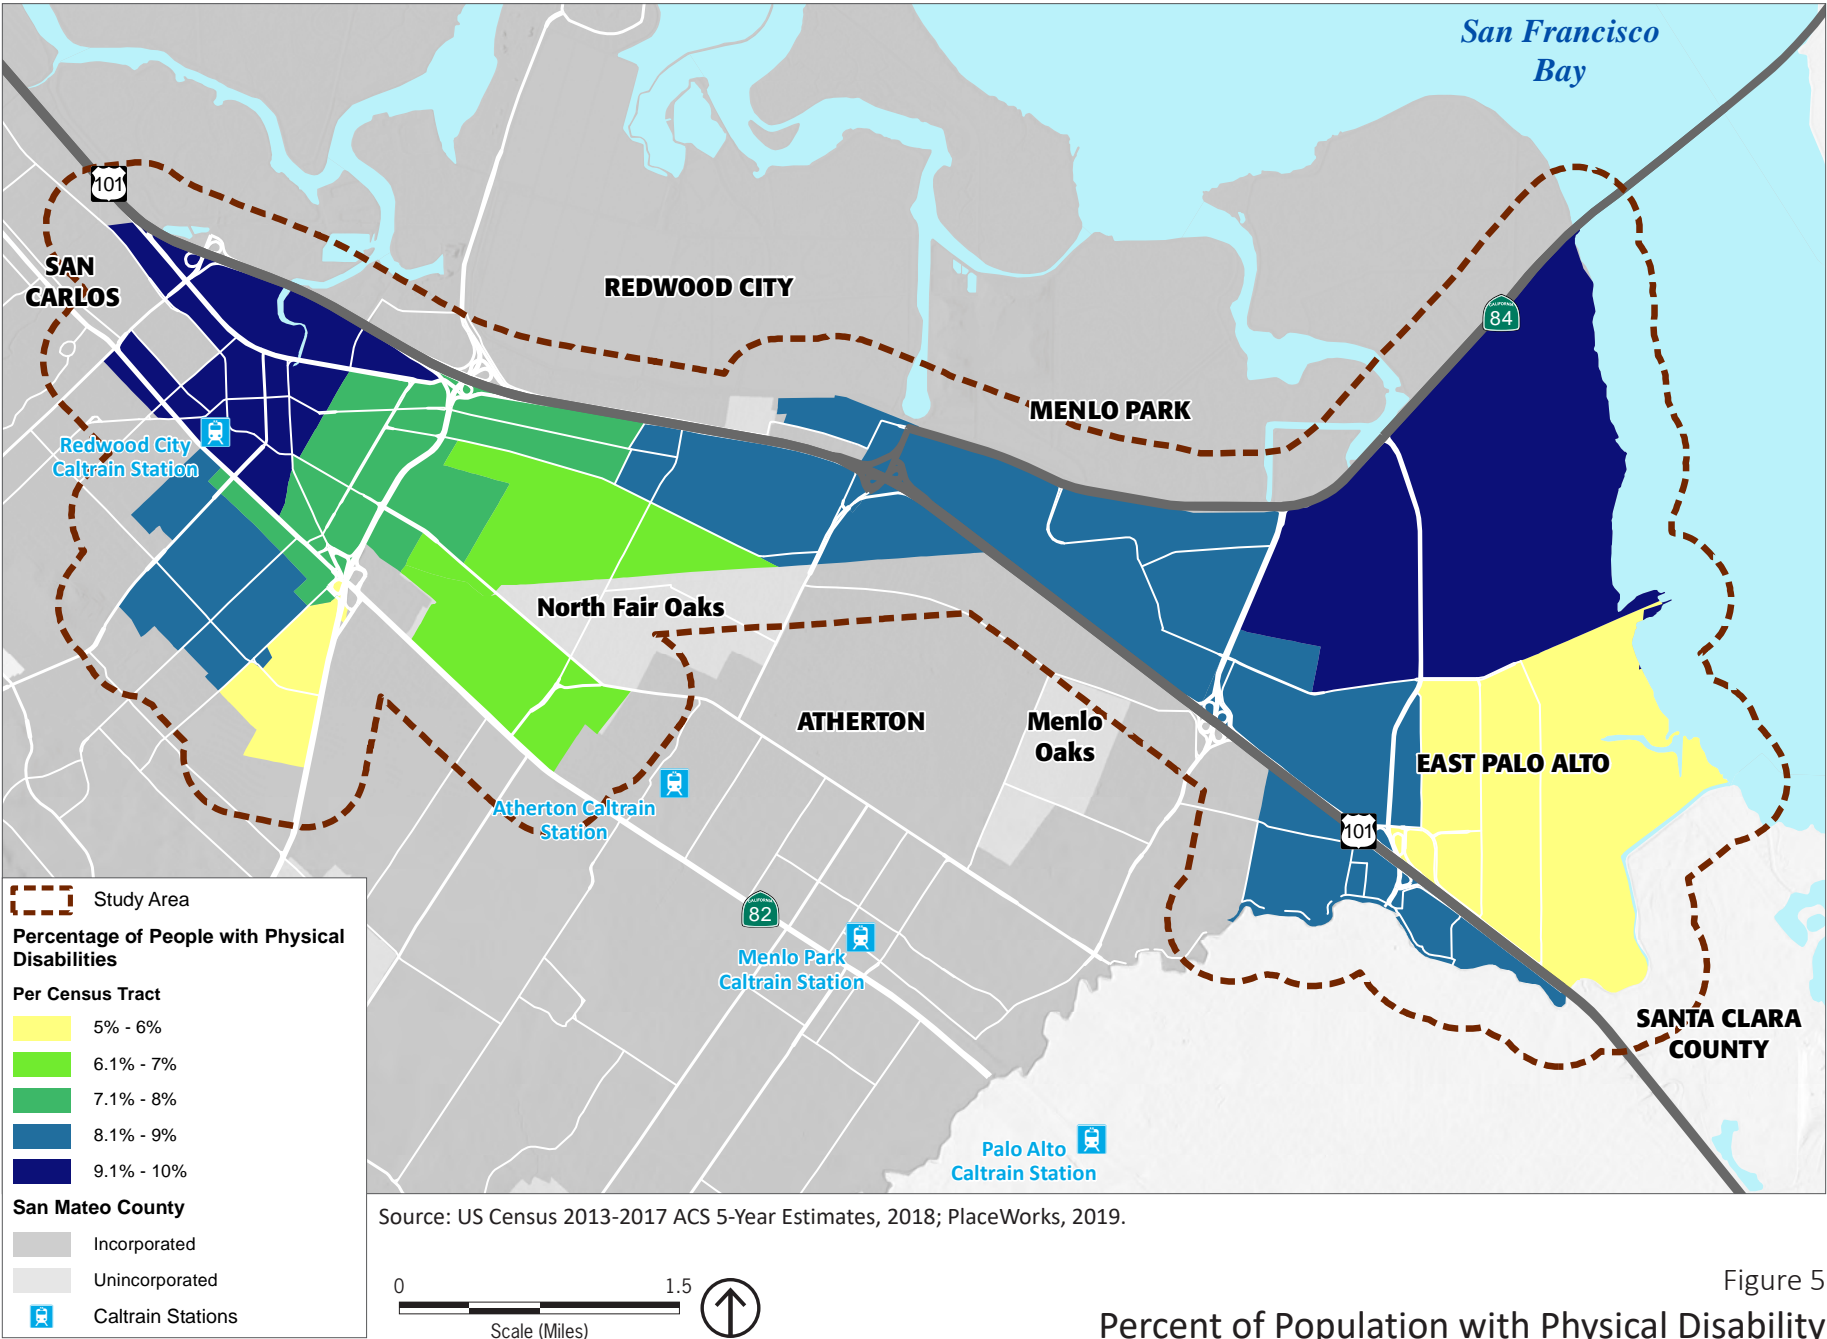 San Francisco
Bay
101
SAN
CARLOS
REDWOOD CITY
CALIFORNIA
84
MENLO PARK
Redwood City
Caltrain Station
North Fair Oaks
ATHERTON
Menlo
Oaks
EAST PALO ALTO
Atherton Caltrain
Station
101
CALIFORNIA
82
Menlo Park
Caltrain Station
SANTA CLARA
COUNTY
Palo Alto
Caltrain Station
Study Area
Percentage of People with Physical
Disabilities
Per Census Tract
5% - 6%
6.1% - 7%
7.1% - 8%
8.1% - 9%
9.1% - 10%
San Mateo County
Incorporated
Unincorporated
Caltrain Stations
Source: US Census 2013-2017 ACS 5-Year Estimates, 2018; PlaceWorks, 2019.
0 1.5
Scale (Miles)
Figure 5
Percent of Population with Physical Disability